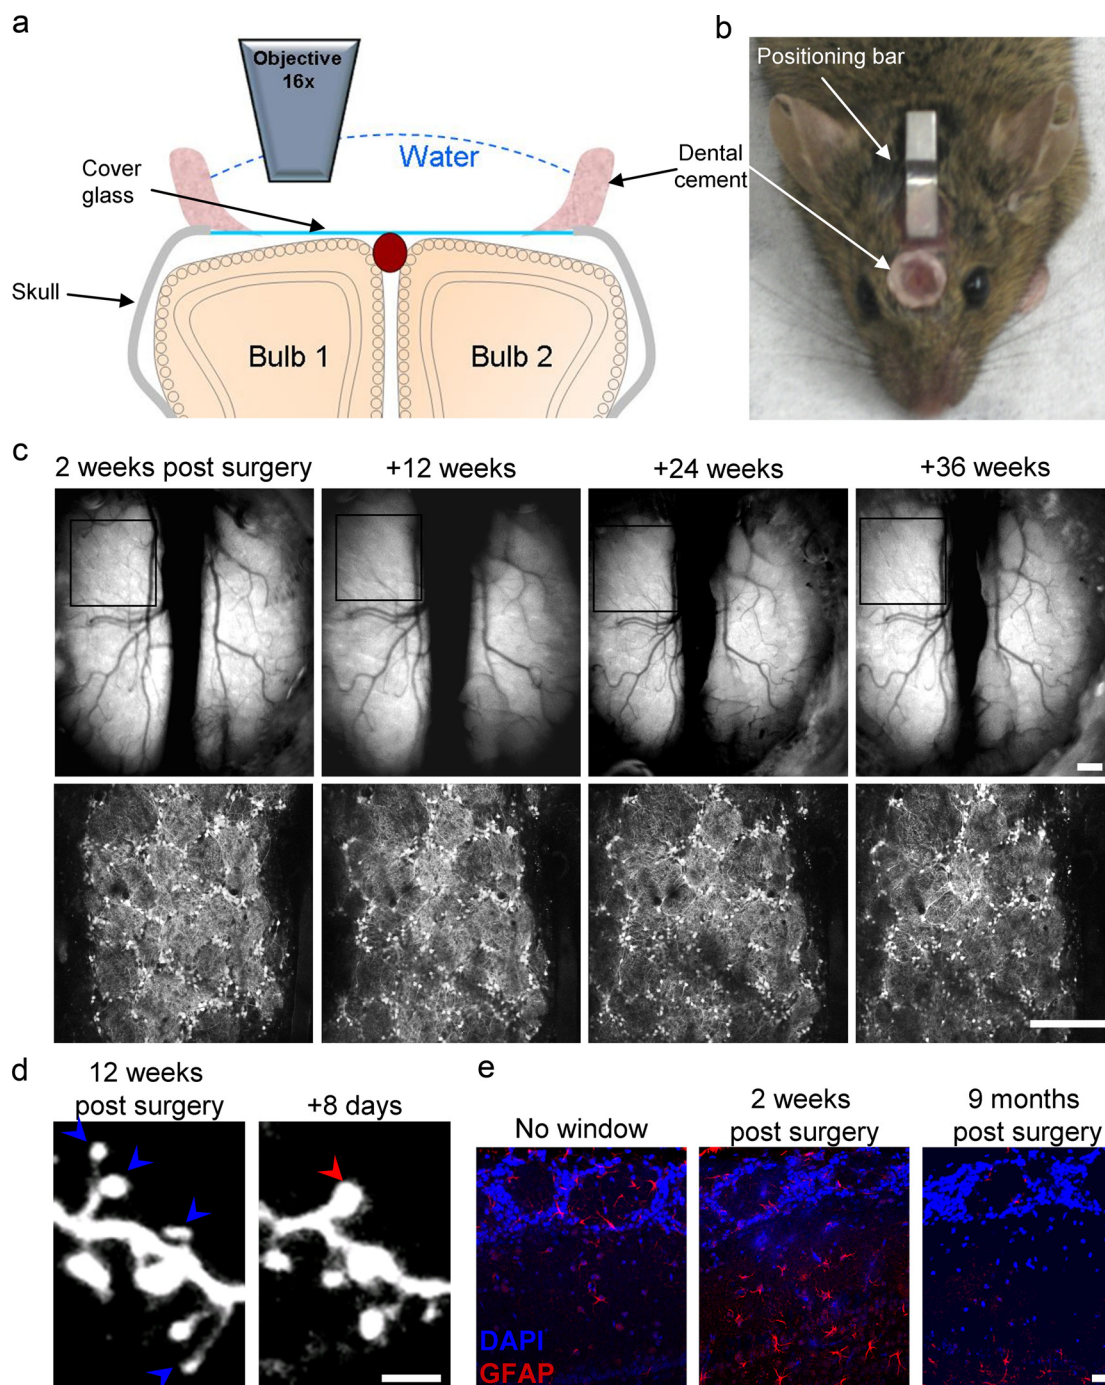 a
Objective
16x
Water
Cover
glass
Skull
Bulb 1
Bulb 2
b
Positioning bar
Dental
cement
c
2 weeks post surgery
+12 weeks
+24 weeks
+36 weeks
d
12 weeks
post surgery
+8 days
e
No window
2 weeks
post surgery
9 months
post surgery
DAPI
GFAP